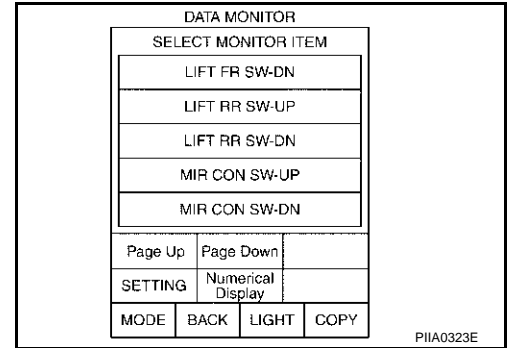 DATA MONITOR
SELECT MONITOR ITEM
LIFT FR SW-DN
LIFT RR SW-UP
LIFT RR SW-DN
MIR CON SW-UP
MIR CON SW-DN
Page Up Page Down
SETTING Numerical Display
MODE BACK LIGHT COPY
PIIA0323E